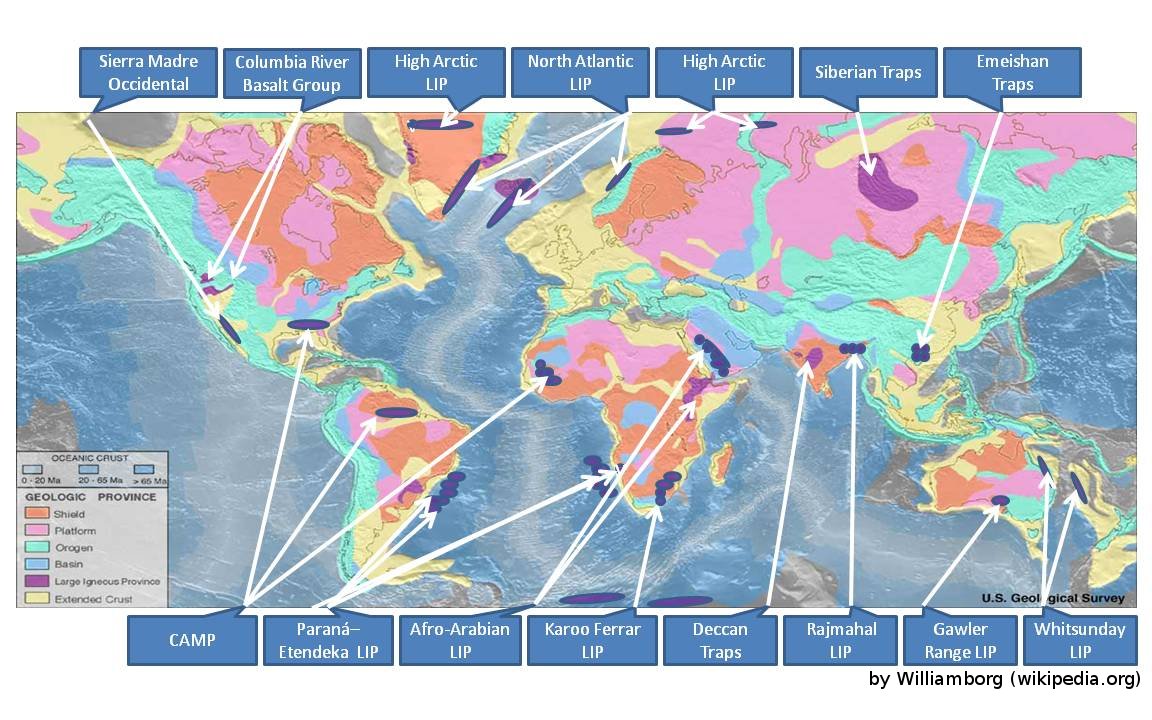 Sierra Madre
Occidental
Columbia River
Basalt Group
High Arctic
LIP
North Atlantic
LIP
High Arctic
LIP
Siberian Traps
Emeishan
Traps
OCEANIC CRUST
0 - 20 Ma
20 - 65 Ma
> 65 Ma
GEOLOGIC PROVINCE
Shield
Platform
Orogen
Basin
Large Igneous Province
Extended Crust
U.S. Geological Survey
CAMP
Paraná–
Etendeka LIP
Afro-Arabian
LIP
Karoo Ferrar
LIP
Deccan
Traps
Rajmahal
LIP
Gawler
Range LIP
Whitsunday
LIP
by Williamborg (wikipedia.org)